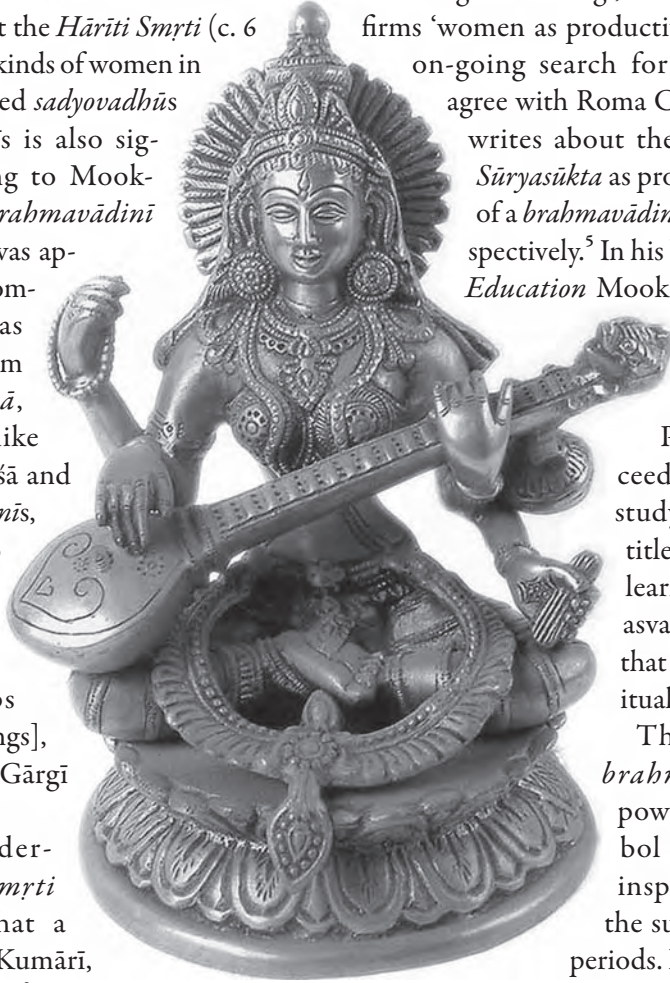 t the Hārīti Smṛti (c. 6
kinds of women in
ed sadyovadhūs
s is also sig-
ng to Mook-
rahmavādinī
was ap-
om-
as
m
ā,
like
śā and
nīs,
os
ngs],
Gārgī
der-
mṛti
hat a
Kumārī,
firms ‘women as producti
on-going search for
agree with Roma C
writes about the
Sūryasūkta as pro
of a brahmavādin
spectively.⁵ In his
Education Mook
ceed
study
title
lear
asva
that
itual
Th
brahm
pow
bol
insp
the su
periods.